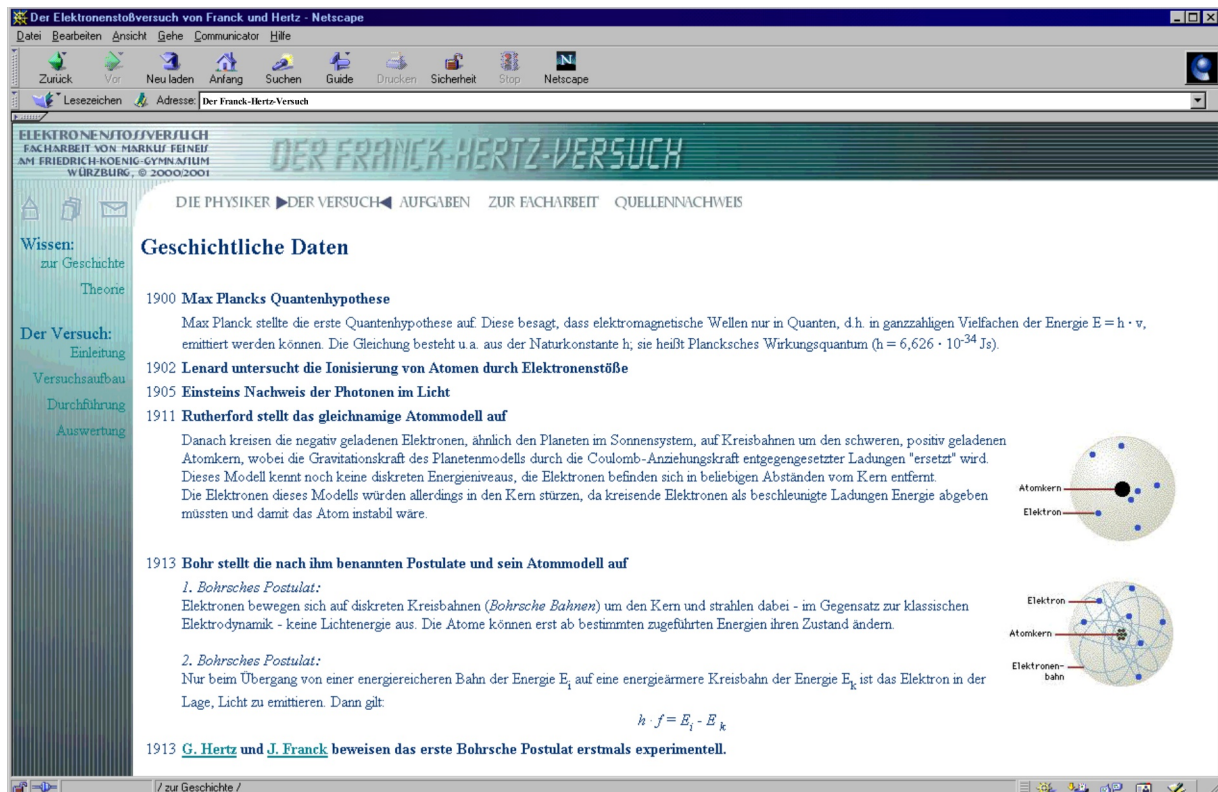 Der Elektronenstoßversuch von Franck und Hertz - Netscape
Datei Bearbeiten Ansicht Gehe Communicator Hilfe
Zurück Vor Neu laden Anfang Suchen Guide Drucken Sicherheit Stop Netscape
N
Lesezeichen Adresse: Der Franck-Hertz-Versuch
ELEKTRONENSTOSSVERSUCH
FACHARBEIT VON MARKUS FEINEIS
AM FRIEDRICH-KOENIG-GYMNASIUM
WÜRZBURG, © 2000/2001
DER FRANCK-HERTZ-VERSUCH
DIE PHYSIKER ▶DER VERSUCH◀ AUFGABEN ZUR FACHARBEIT QUELLENNACHWEIS
Wissen:
zur Geschichte
Theorie
Der Versuch:
Einleitung
Versuchsaufbau
Durchführung
Auswertung
Geschichtliche Daten
1900 Max Plancks Quantenhypothese
Max Planck stellte die erste Quantenhypothese auf. Diese besagt, dass elektromagnetische Wellen nur in Quanten, d.h. in ganzzahligen Vielfachen der Energie E = h · v,
emittiert werden können. Die Gleichung besteht u.a. aus der Naturkonstante h; sie heißt Plancksches Wirkungsquantum (h = 6,626 · 10⁻³⁴ Js).
1902 Lenard untersucht die Ionisierung von Atomen durch Elektronenstöße
1905 Einsteins Nachweis der Photonen im Licht
1911 Rutherford stellt das gleichnamige Atommodell auf
Danach kreisen die negativ geladenen Elektronen, ähnlich den Planeten im Sonnensystem, auf Kreisbahnen um den schweren, positiv geladenen
Atomkern, wobei die Gravitationskraft des Planetenmodells durch die Coulomb-Anziehungskraft entgegengesetzter Ladungen "ersetzt" wird.
Dieses Modell kennt noch keine diskreten Energieniveaus, die Elektronen befinden sich in beliebigen Abständen vom Kern entfernt.
Die Elektronen dieses Modells würden allerdings in den Kern stürzen, da kreisende Elektronen als beschleunigte Ladungen Energie abgeben
müssten und damit das Atom instabil wäre.
Atomkern
Elektron
1913 Bohr stellt die nach ihm benannten Postulate und sein Atommodell auf
1. Bohrsches Postulat:
Elektronen bewegen sich auf diskreten Kreisbahnen (Bohrsche Bahnen) um den Kern und strahlen dabei - im Gegensatz zur klassischen
Elektrodynamik - keine Lichtenergie aus. Die Atome können erst ab bestimmten zugeführten Energien ihren Zustand ändern.
2. Bohrsches Postulat:
Nur beim Übergang von einer energiereicheren Bahn der Energie Eᵢ auf eine energieärmere Kreisbahn der Energie Eₖ ist das Elektron in der
Lage, Licht zu emittieren. Dann gilt:
h · f = Eᵢ - Eₖ
Elektron
Atomkern
Elektronen-
bahn
1913 G. Hertz und J. Franck beweisen das erste Bohrsche Postulat erstmals experimentell.
/ zur Geschichte /